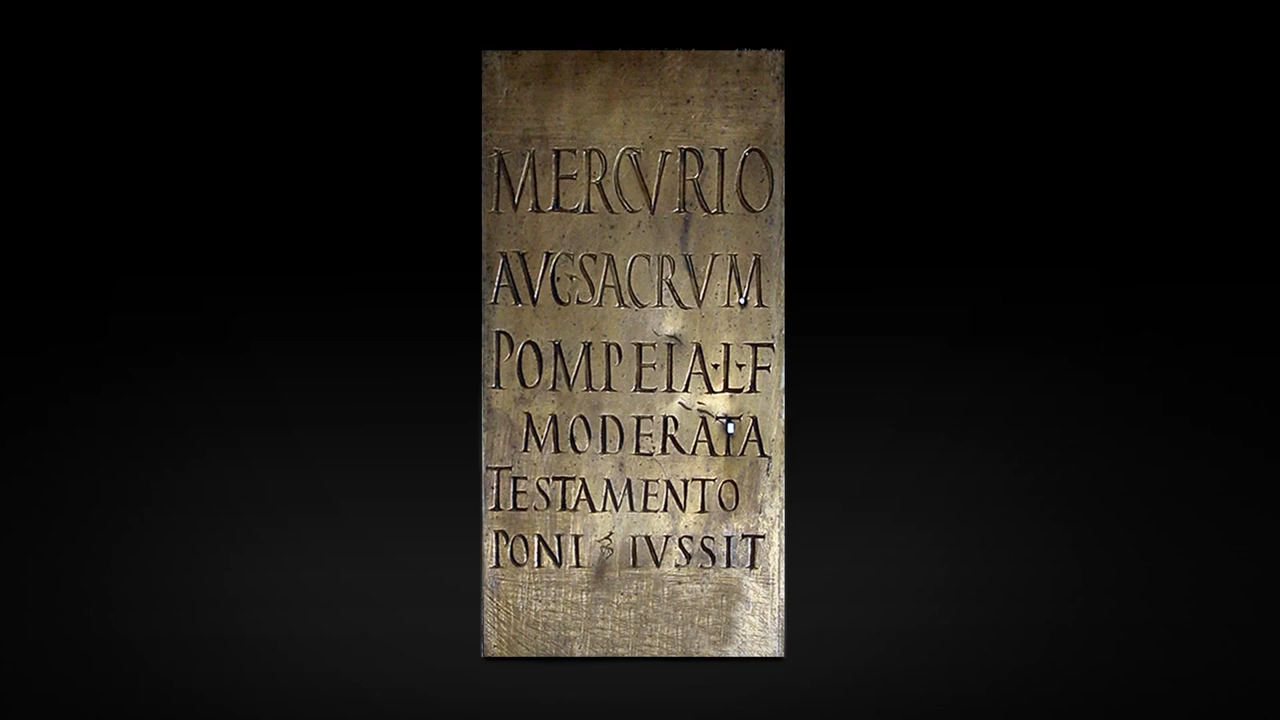 MERCVRIO
AVG·SACRVM
POMPEIA·L·F
MODERATA
TESTAMENTO
PONI IVSSIT